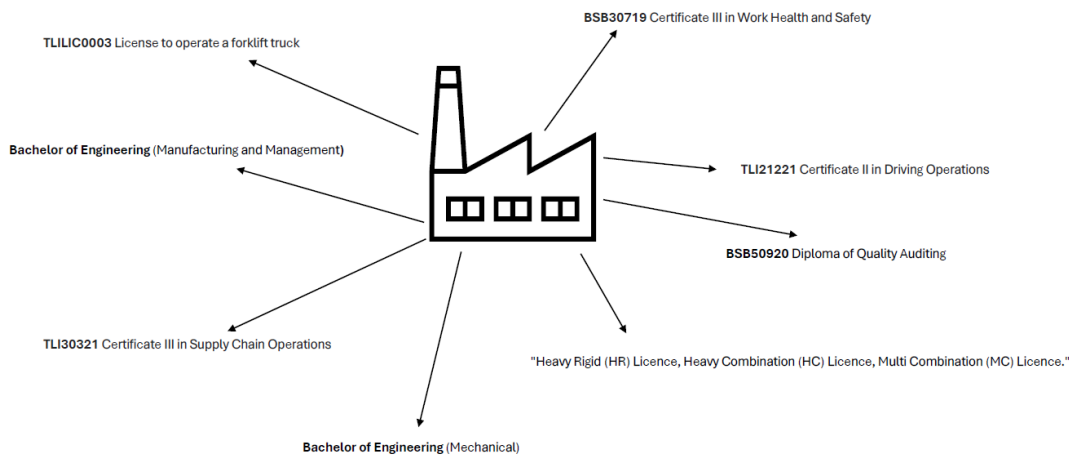 BSB30719 Certificate III in Work Health and Safety
TLILIC0003 License to operate a forklift truck
Bachelor of Engineering (Manufacturing and Management)
TLI21221 Certificate II in Driving Operations
BSB50920 Diploma of Quality Auditing
TLI30321 Certificate III in Supply Chain Operations
"Heavy Rigid (HR) Licence, Heavy Combination (HC) Licence, Multi Combination (MC) Licence."
Bachelor of Engineering (Mechanical)